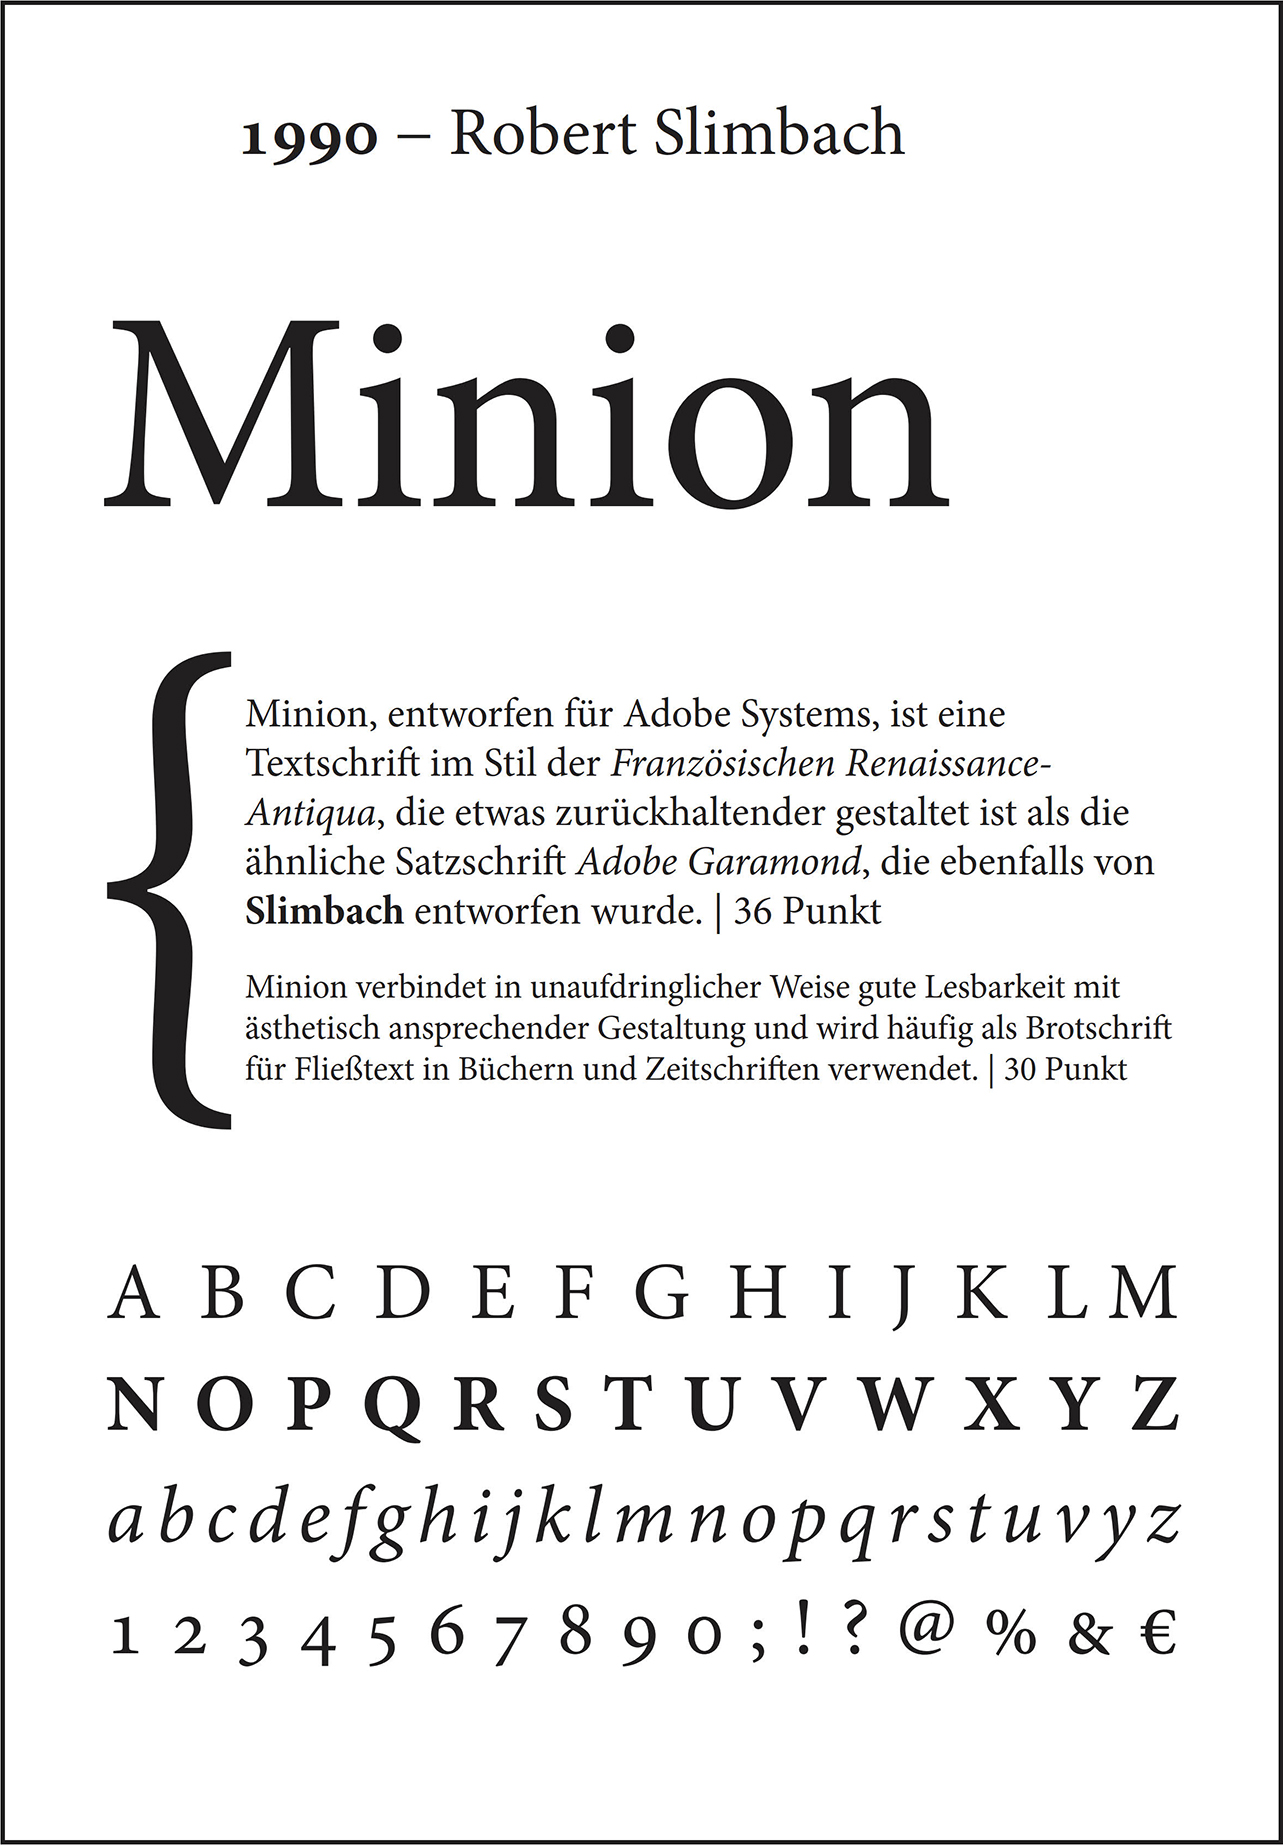 1990 – Robert Slimbach
Minion
Minion, entworfen für Adobe Systems, ist eine
Textschrift im Stil der Französischen Renaissance-
Antiqua, die etwas zurückhaltender gestaltet ist als die
ähnliche Satzschrift Adobe Garamond, die ebenfalls von
Slimbach entworfen wurde. | 36 Punkt
Minion verbindet in unaufdringlicher Weise gute Lesbarkeit mit
ästhetisch ansprechender Gestaltung und wird häufig als Brotschrift
für Fließtext in Büchern und Zeitschriften verwendet. | 30 Punkt
A B C D E F G H I J K L M
N O P Q R S T U V W X Y Z
a b c d e f g h i j k l m n o p q r s t u v y z
1 2 3 4 5 6 7 8 9 0 ; ! ? @ % & €